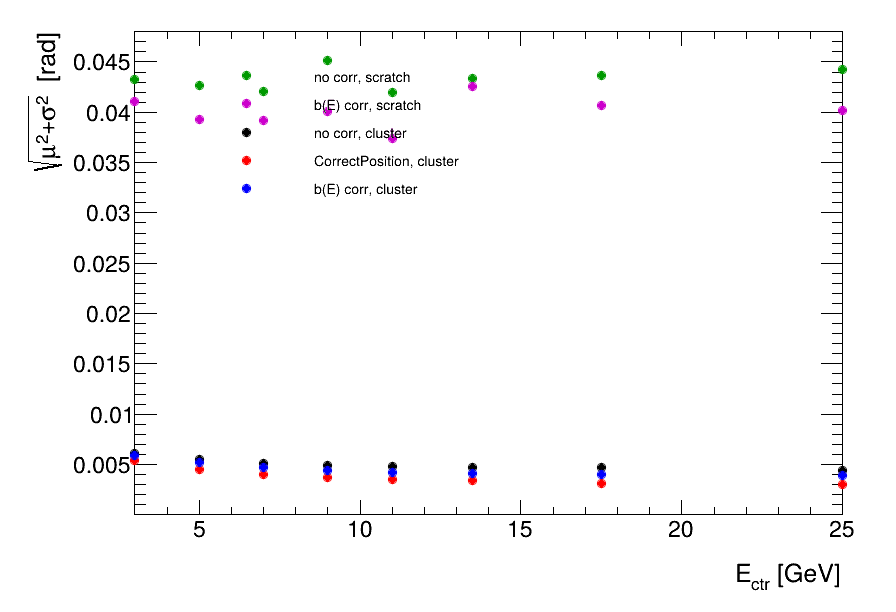 √μ²+σ² [rad]
0.045
0.04
0.035
0.03
0.025
0.02
0.015
0.01
0.005
no corr, scratch
b(E) corr, scratch
no corr, cluster
CorrectPosition, cluster
b(E) corr, cluster
5 10 15 20 25
E_ctr [GeV]